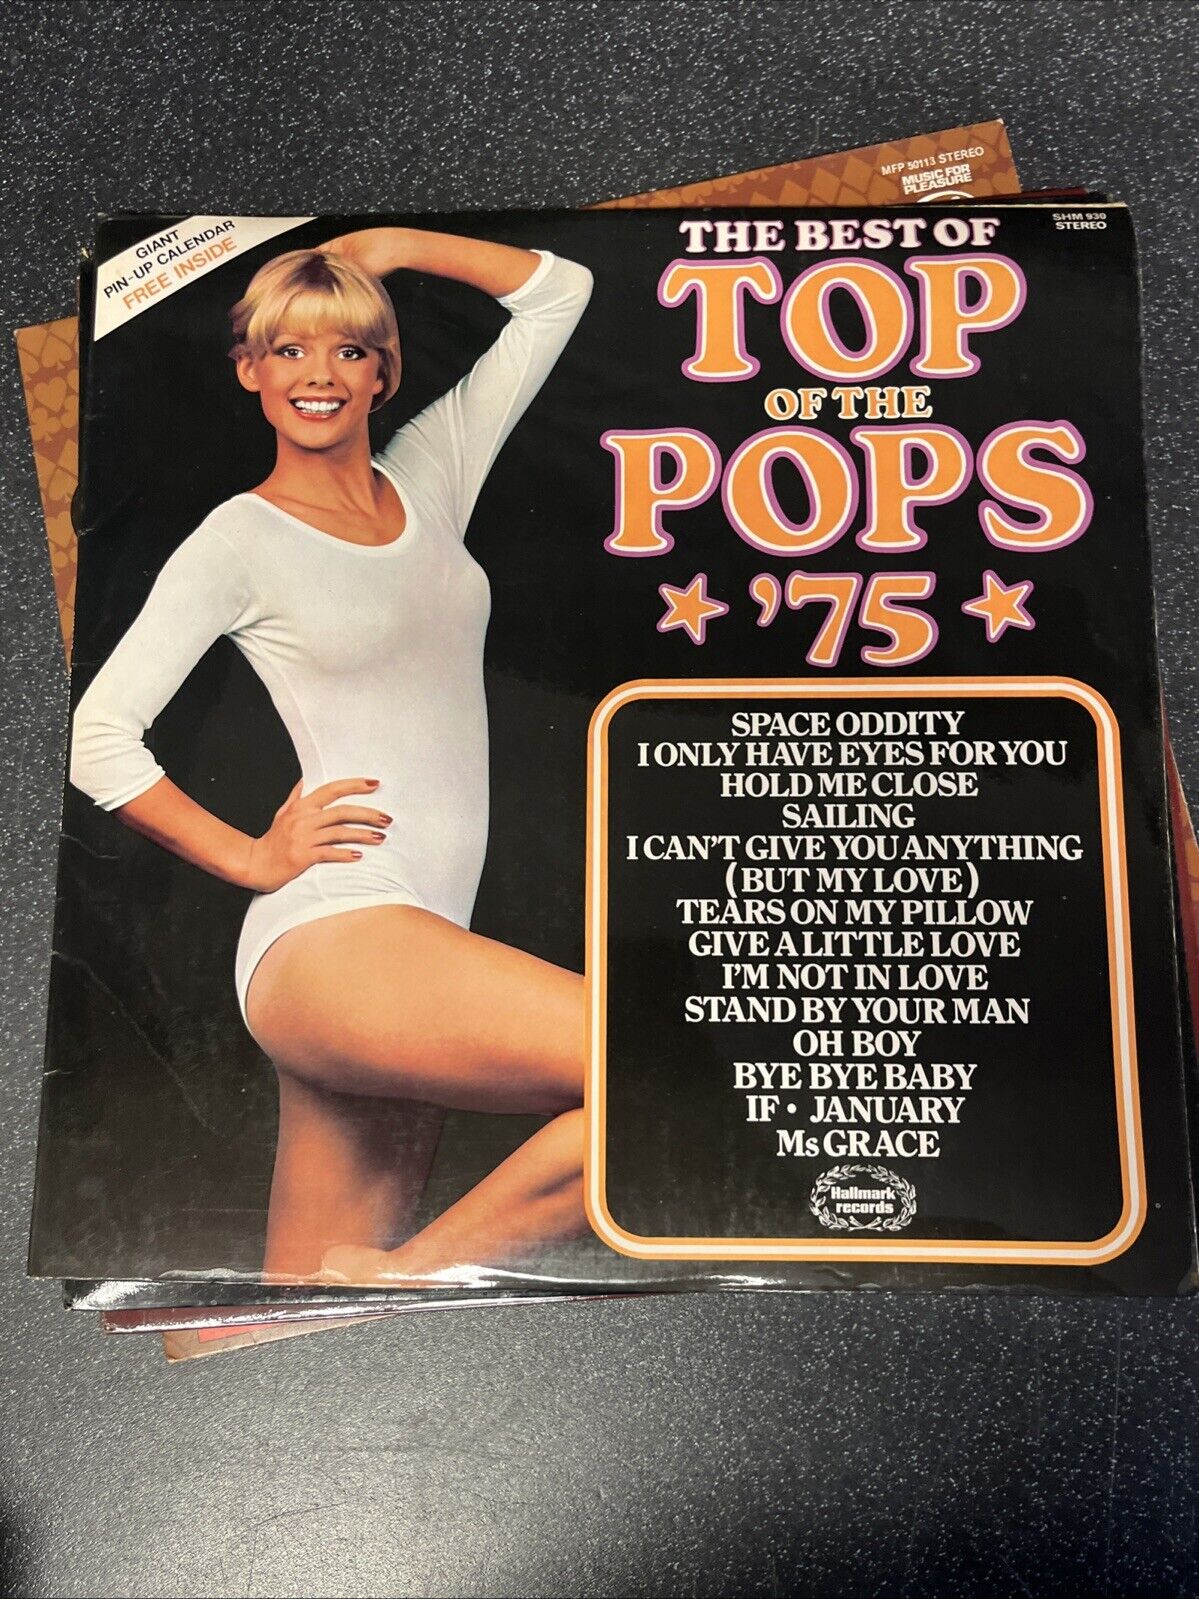 MFP 50113 STEREO
MUSIC FOR
PLEASURE
GIANT
PIN-UP CALENDAR
FREE INSIDE
SHM 930
STEREO
THE BEST OF
TOP
OF THE
POPS
'75
SPACE ODDITY
I ONLY HAVE EYES FOR YOU
HOLD ME CLOSE
SAILING
I CAN'T GIVE YOU ANYTHING
(BUT MY LOVE)
TEARS ON MY PILLOW
GIVE A LITTLE LOVE
I'M NOT IN LOVE
STAND BY YOUR MAN
OH BOY
BYE BYE BABY
IF • JANUARY
Ms GRACE
Hallmark
records